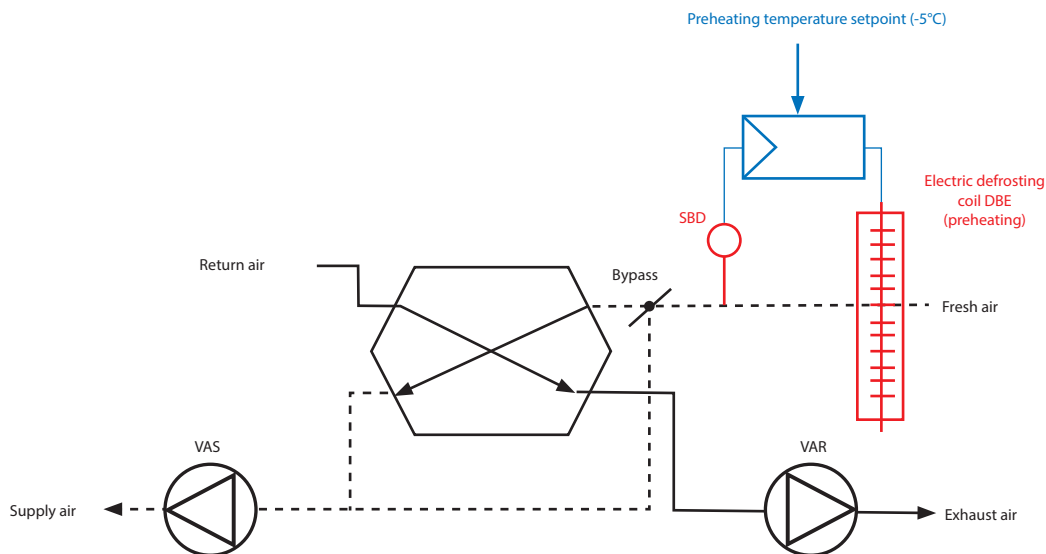 Preheating temperature setpoint (-5°C)
Electric defrosting
coil DBE
(preheating)
SBD
Return air
Bypass
Fresh air
VAS
VAR
Supply air
Exhaust air